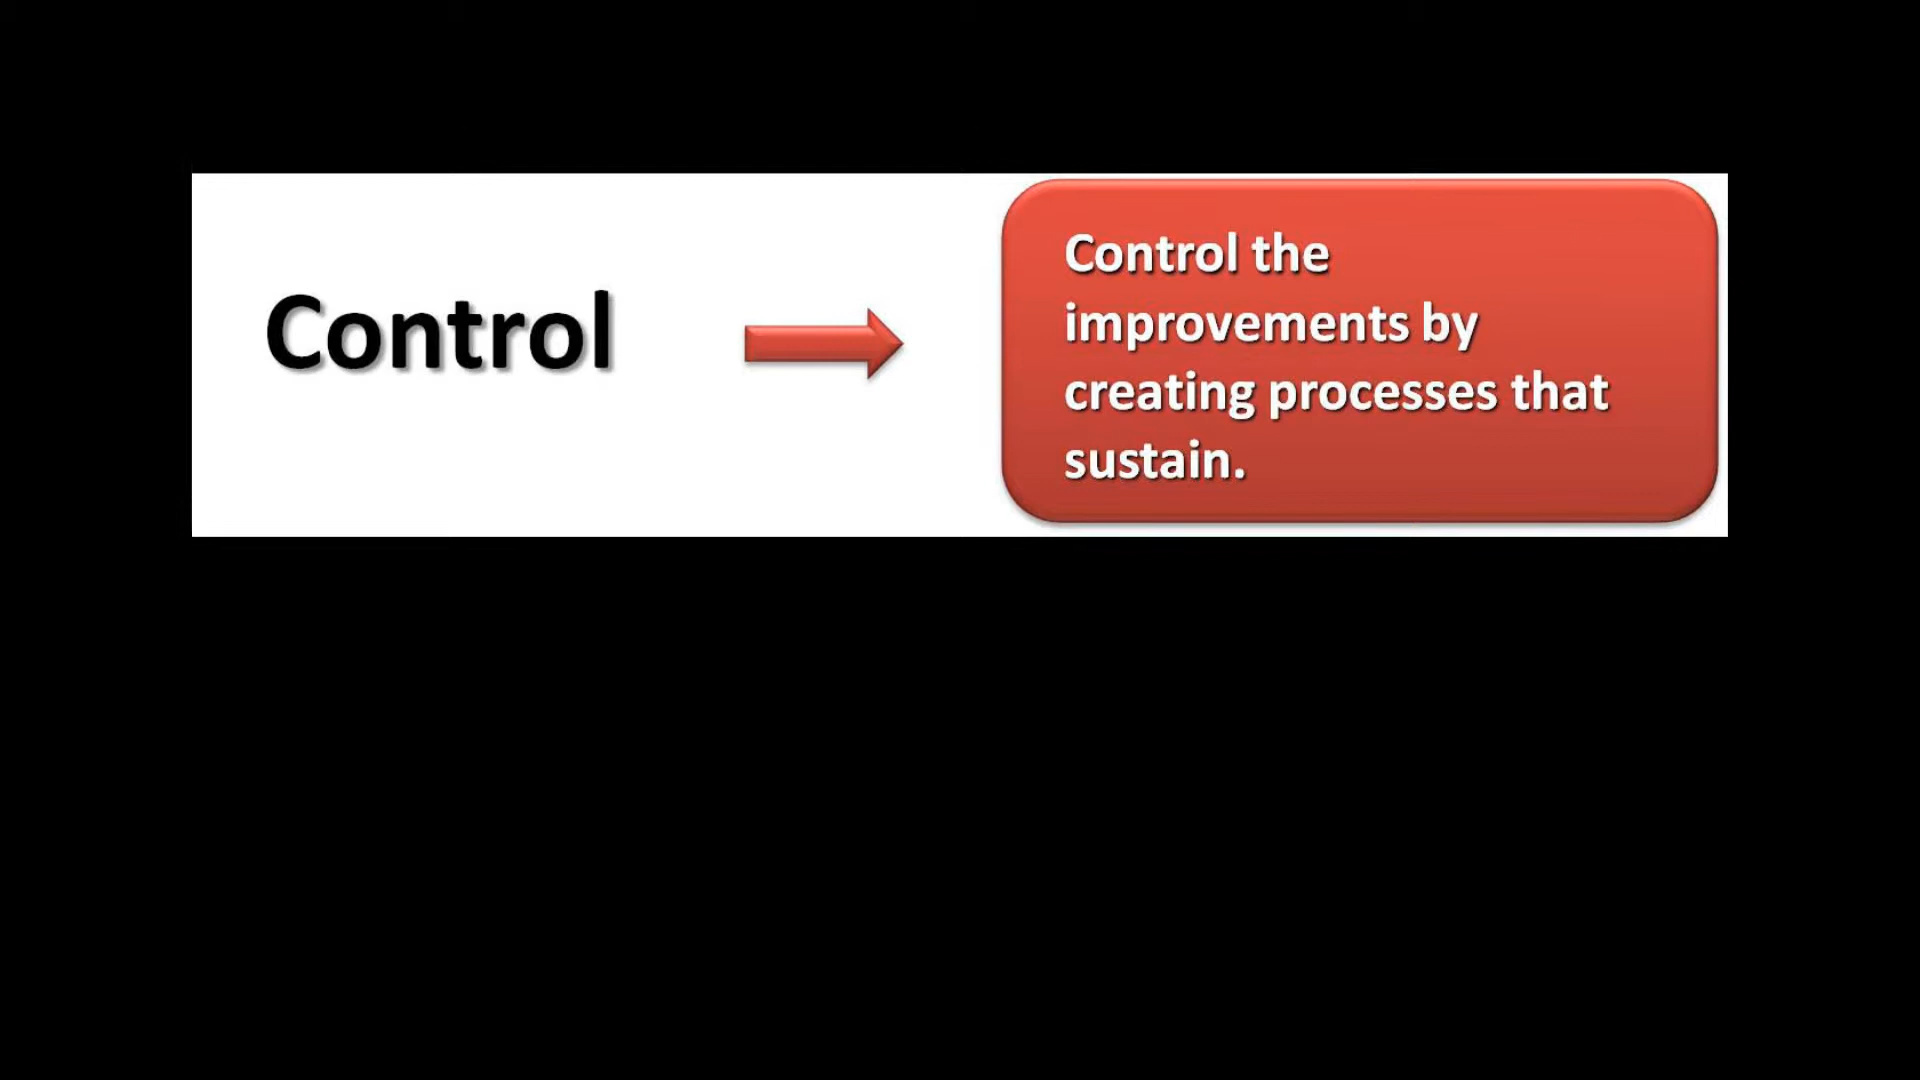 Control
Control the
improvements by
creating processes that
sustain.